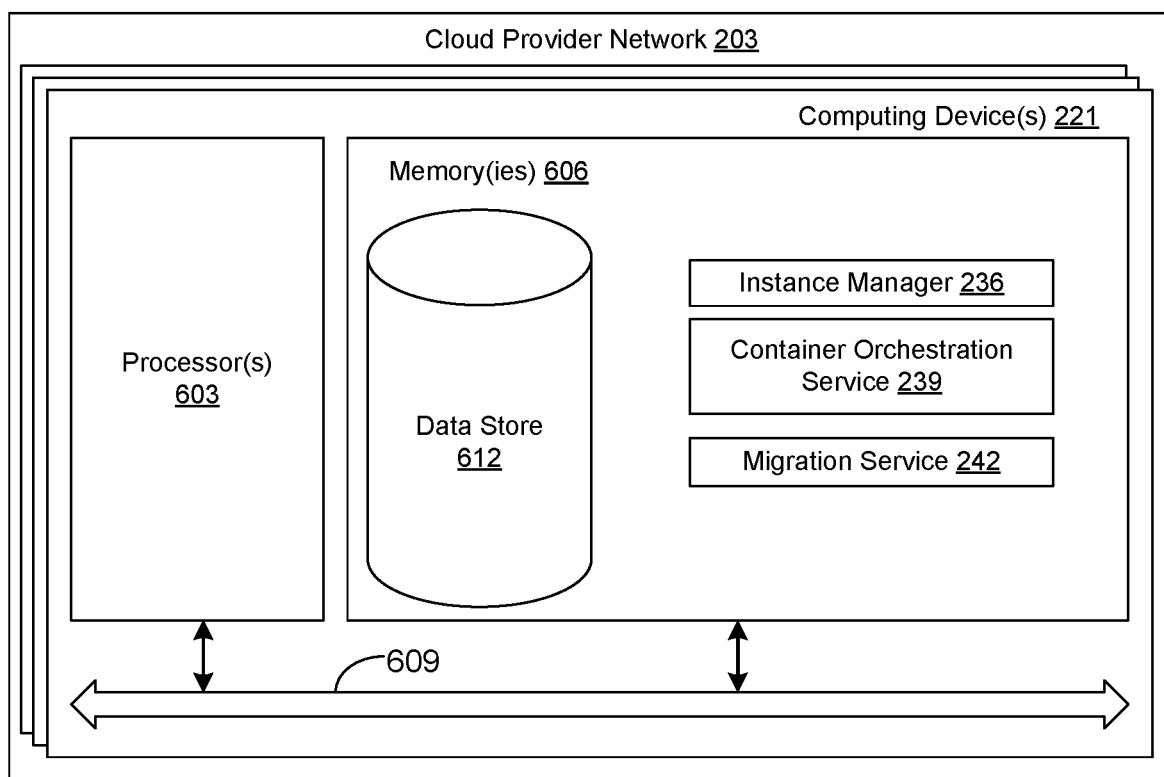 Cloud Provider Network 203
Computing Device(s) 221
Memory(ies) 606
Processor(s)
603
Data Store
612
Instance Manager 236
Container Orchestration
Service 239
Migration Service 242
609